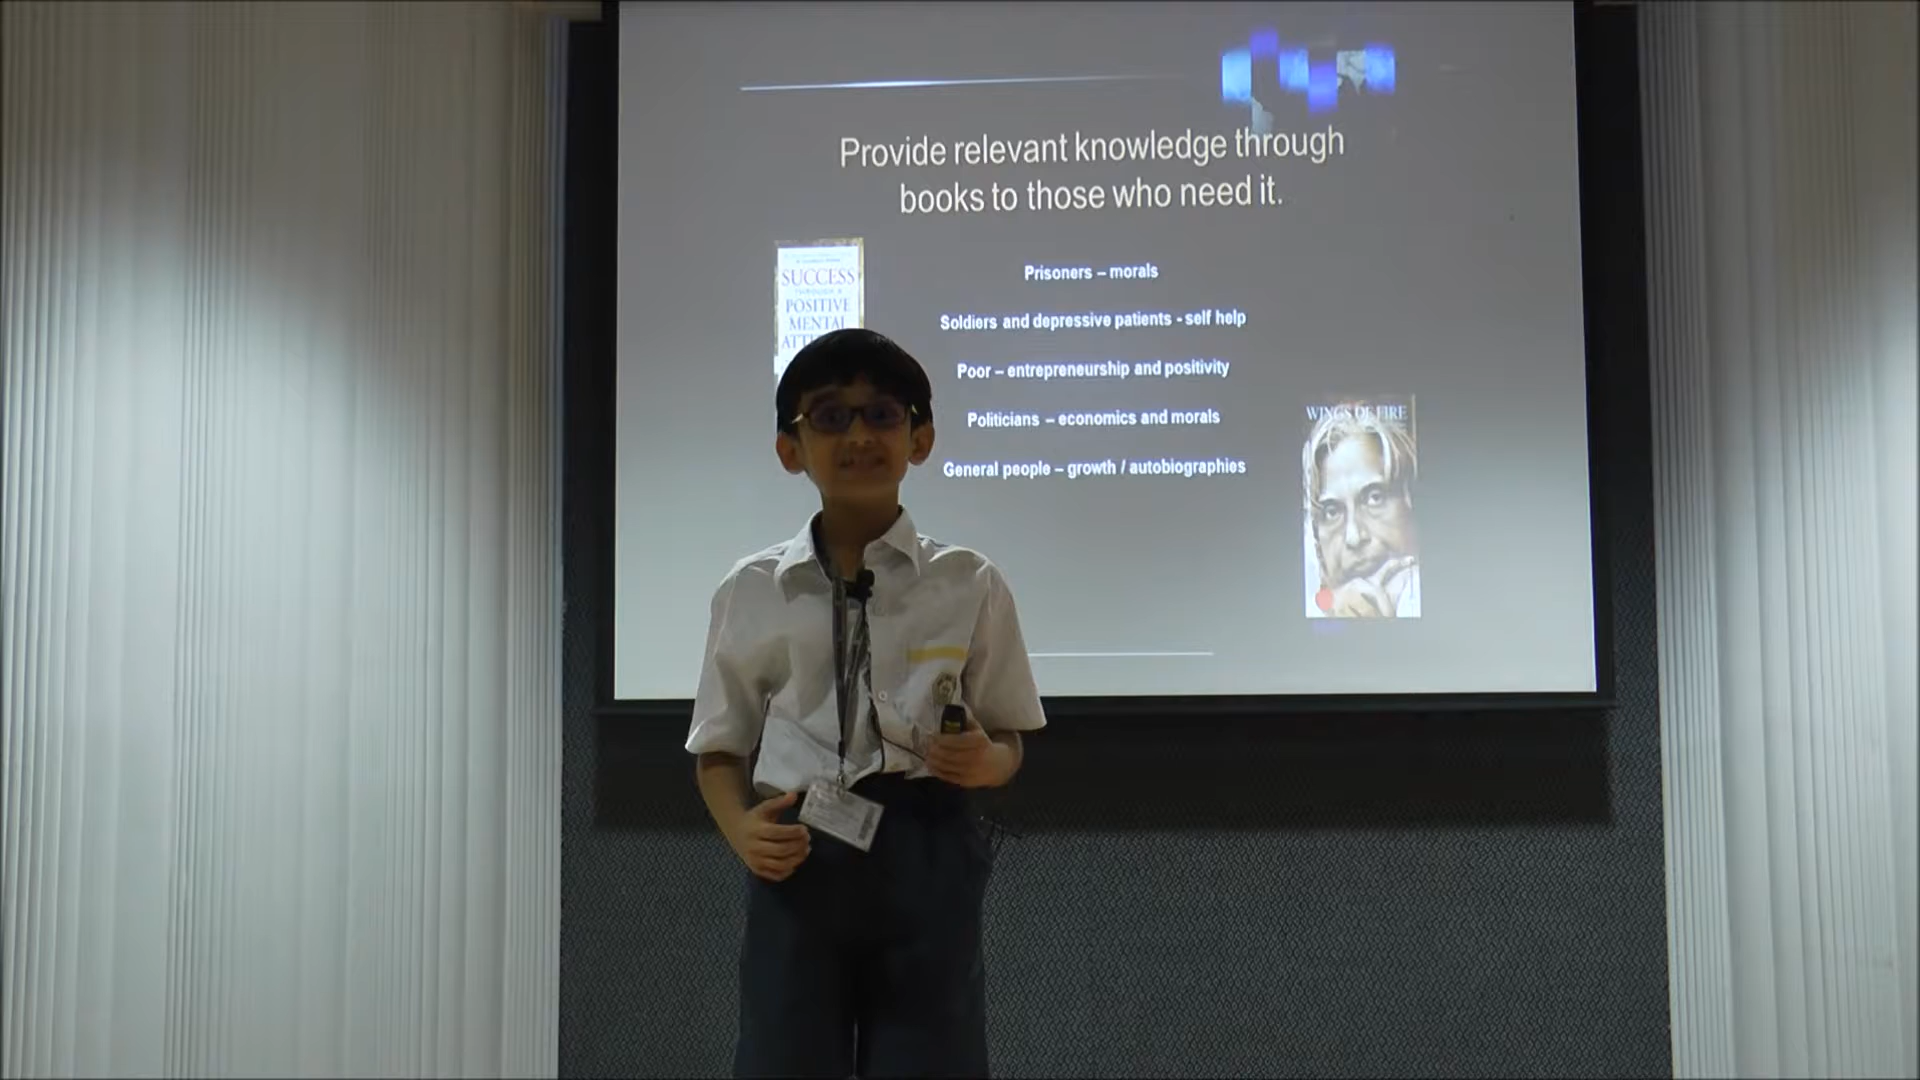 Provide relevant knowledge through
books to those who need it.
SUCCESS
THROUGH A
POSITIVE
MENTAL
Prisoners – morals
Soldiers and depressive patients - self help
Poor – entrepreneurship and positivity
Politicians – economics and morals
General people – growth / autobiographies
WINGS OF FIRE